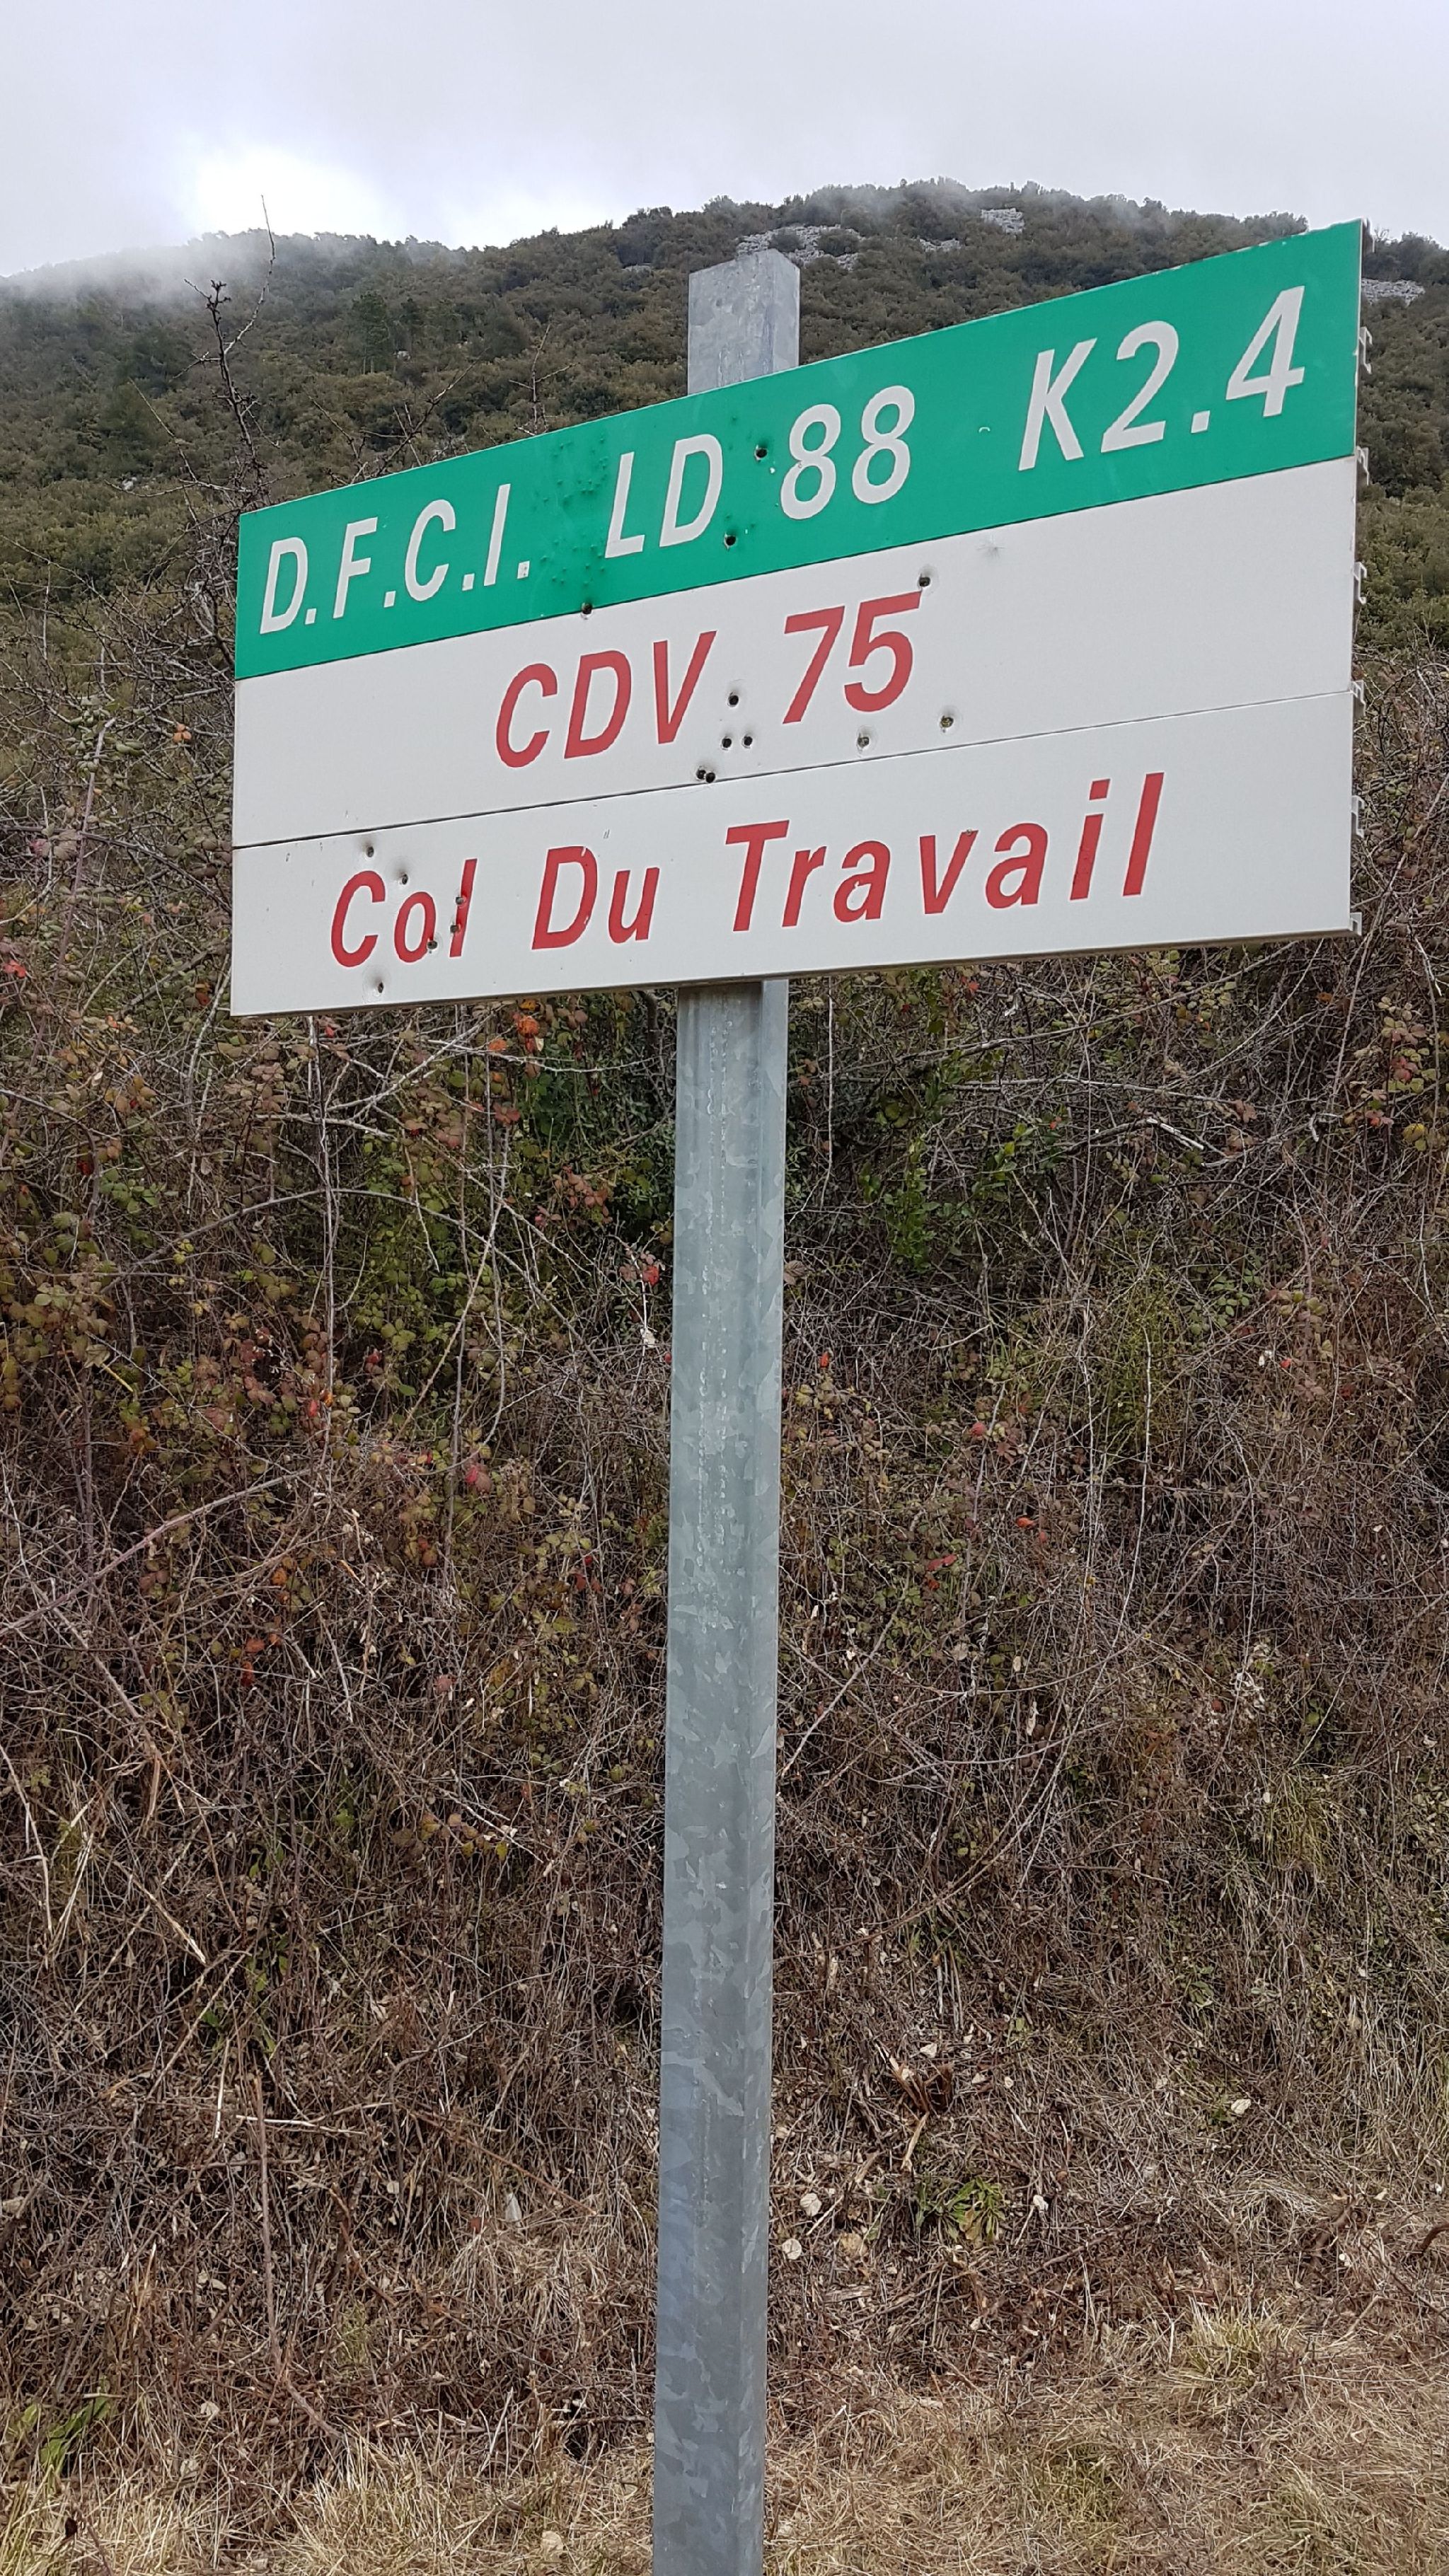 D.F.C.I. LD 88 K2.4
CDV 75
Col Du Travail